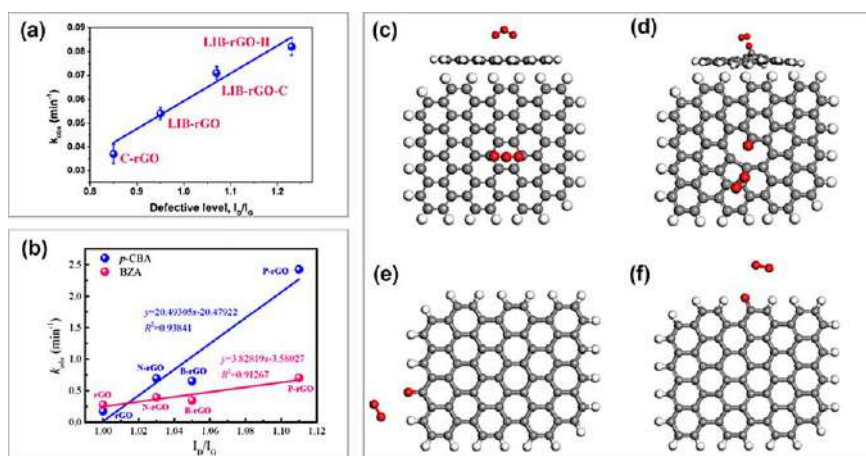 (a)
k_obs (min⁻¹)
0.09
0.08
0.07
0.06
0.05
0.04
0.03
LIB-rGO-H
LIB-rGO-C
LIB-rGO
C-rGO
0.8 0.9 1.0 1.1 1.2
Defective level, I_D/I_G
(b)
k_obs (min⁻¹)
2.5
2.0
1.5
1.0
0.5
0.0
p-CBA
BZA
P-rGO
y=20.49305x-20.47922
R²=0.93841
y=3.82819x-3.58027
R²=0.91267
N-rGO
B-rGO
P-rGO
rGO
rGO
N-rGO
B-rGO
1.00 1.02 1.04 1.06 1.08 1.10 1.12
I_D/I_G
(c)
(d)
(e)
(f)